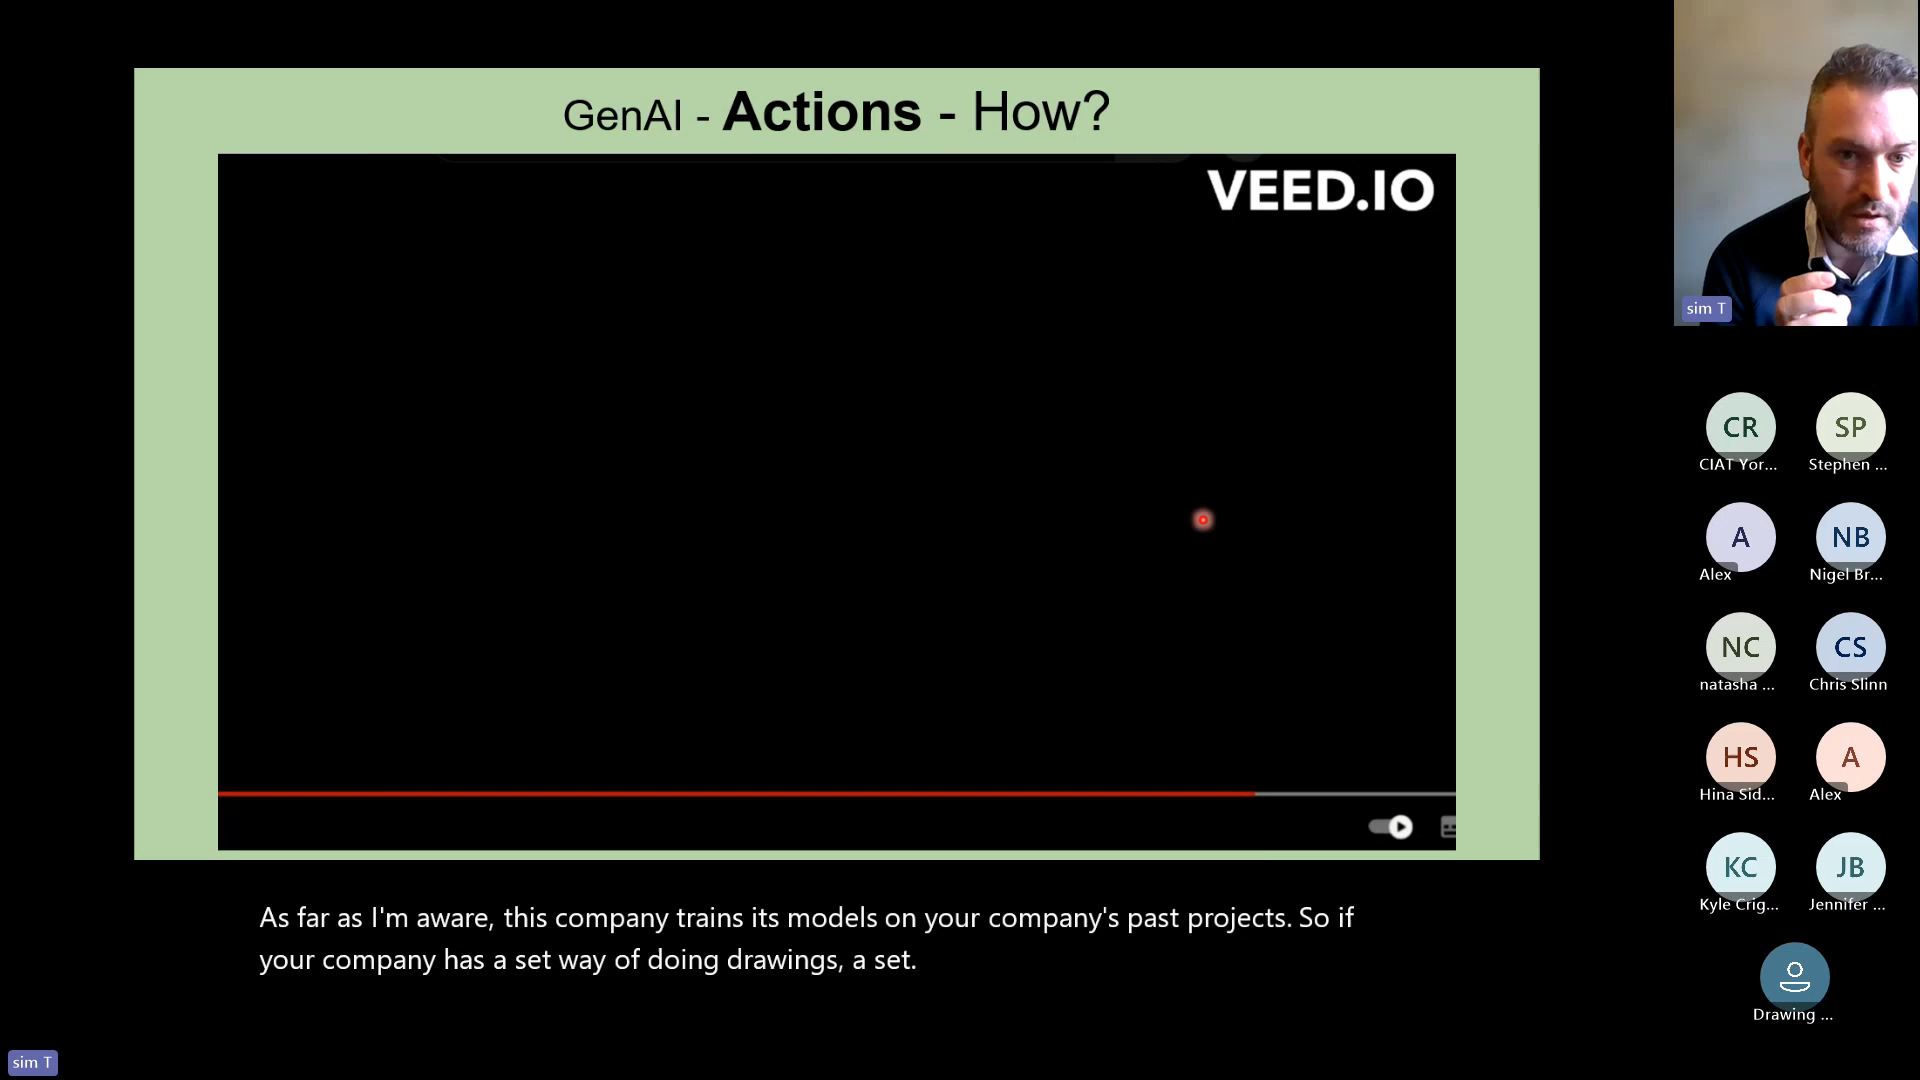 GenAI - Actions - How?
VEED.IO
sim T
CR
SP
CIAT Yor...
Stephen ...
A
NB
Alex
Nigel Br...
NC
CS
natasha ...
Chris Slinn
HS
A
Hina Sid...
Alex
KC
JB
Kyle Crig...
Jennifer ...
Drawing ...
As far as I'm aware, this company trains its models on your company's past projects. So if
your company has a set way of doing drawings, a set.
sim T